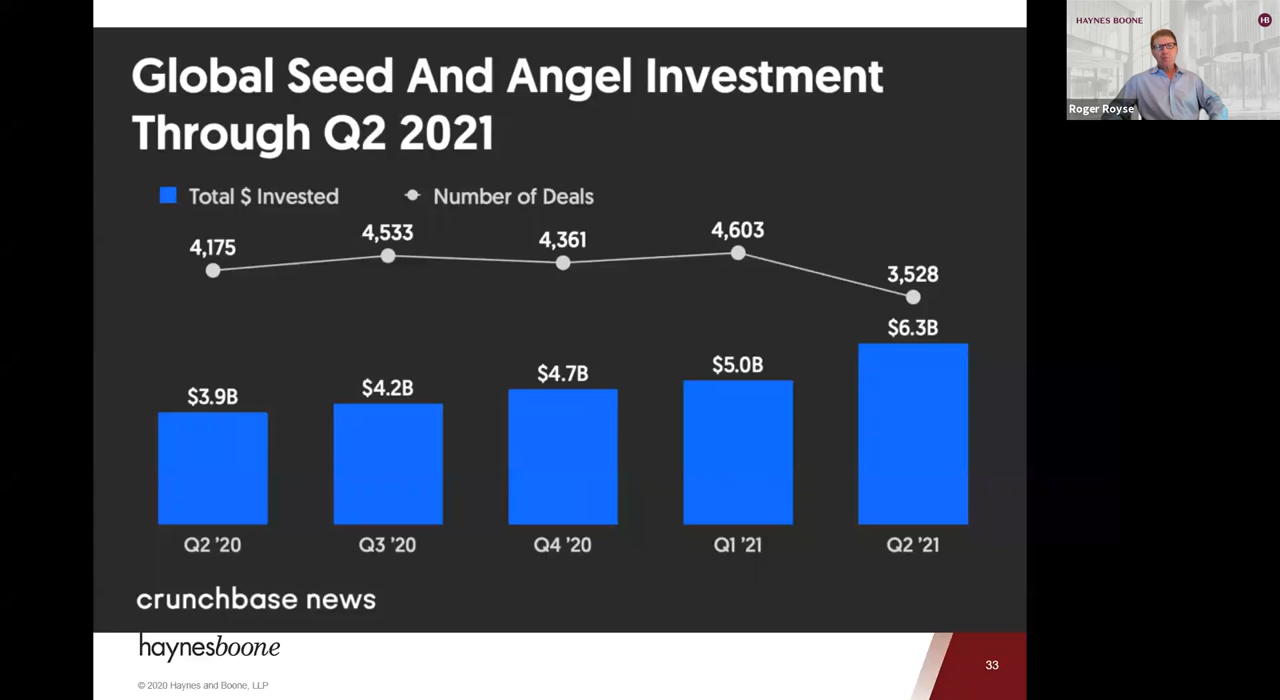 Global Seed And Angel Investment
Through Q2 2021
Total $ Invested
Number of Deals
4,175
4,533
4,361
4,603
3,528
$3.9B
$4.2B
$4.7B
$5.0B
$6.3B
Q2 ’20
Q3 ’20
Q4 ’20
Q1 ’21
Q2 ’21
crunchbase news
haynesboone
© 2020 Haynes and Boone, LLP
33
HAYNES BOONE
HB
Roger Royse